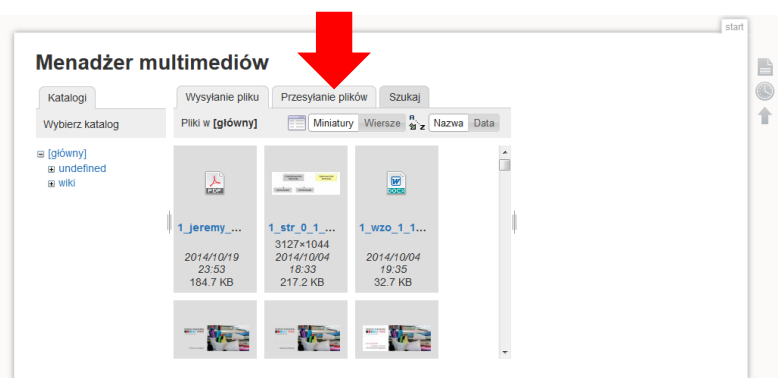 start
Menadżer multimediów
Katalogi
Wysyłanie pliku Przesyłanie plików Szukaj
Wybierz katalog
Pliki w [główny] Miniatury Wiersze Nazwa Data
[główny]
undefined
wiki
PDF
DOCX
1_jeremy_... 1_str_0_1_... 1_wzo_1_1...
3127×1044
2014/10/19 2014/10/04 2014/10/04
23:53 18:33 19:35
184.7 KB 217.2 KB 32.7 KB